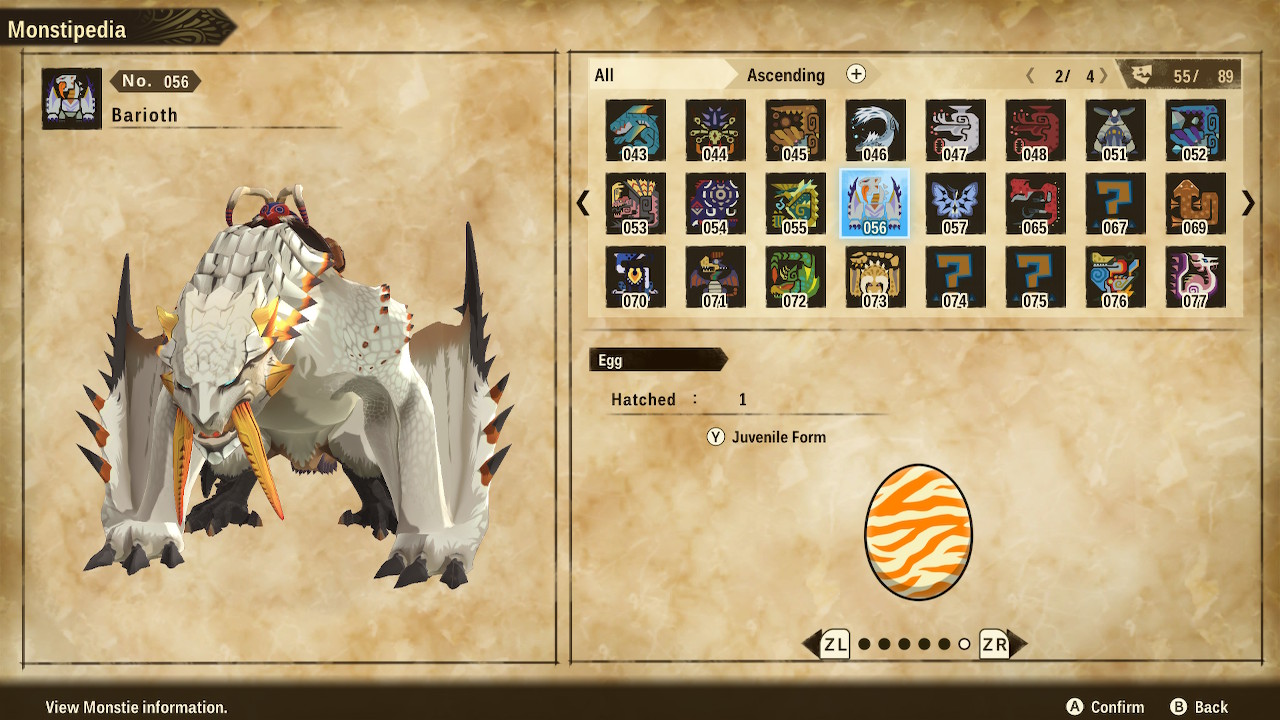 Monstipedia
No. 056
Barioth
All
Ascending
2/ 4
55/ 89
043 044 045 046 047 048 051 052
053 054 055 056 057 065 067 069
070 071 072 073 074 075 076 077
Egg
Hatched : 1
Y Juvenile Form
ZL ZR
View Monstie information.
A Confirm B Back